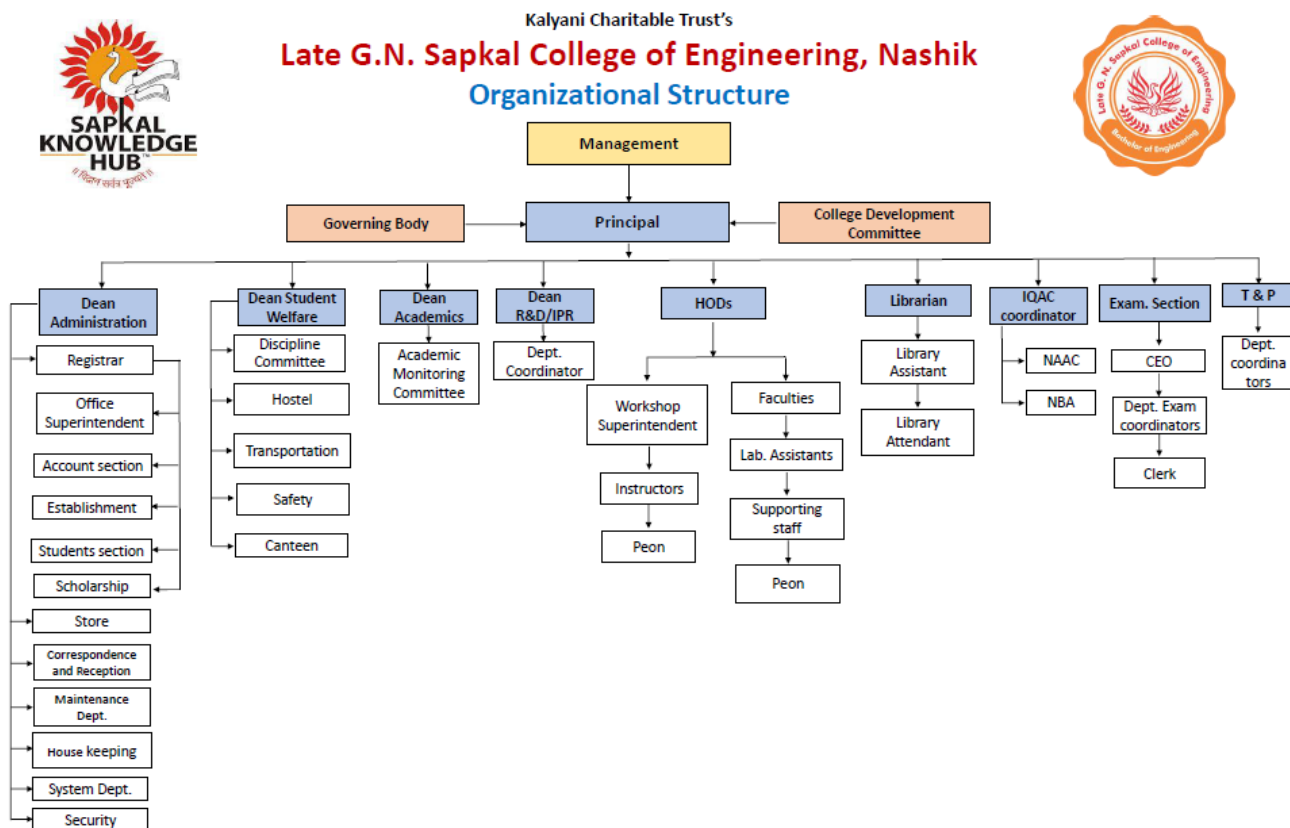 Kalyani Charitable Trust's
Late G.N. Sapkal College of Engineering, Nashik
Organizational Structure
SAPKAL
KNOWLEDGE
HUB™
॥ विद्वान सर्वत्र पूज्यते ॥
Late G. N. Sapkal College of Engineering
Bachelor of Engineering
Management
Governing Body
Principal
College Development
Committee
Dean
Administration
Dean Student
Welfare
Dean
Academics
Dean
R&D/IPR
HODs
Librarian
IQAC
coordinator
Exam. Section
T & P
Registrar
Office
Superintendent
Account section
Establishment
Students section
Scholarship
Store
Correspondence
and Reception
Maintenance
Dept.
House keeping
System Dept.
Security
Discipline
Committee
Hostel
Transportation
Safety
Canteen
Academic
Monitoring
Committee
Dept.
Coordinator
Workshop
Superintendent
Instructors
Peon
Faculties
Lab. Assistants
Supporting
staff
Peon
Library
Assistant
Library
Attendant
NAAC
NBA
CEO
Dept. Exam
coordinators
Clerk
Dept.
coordina
tors